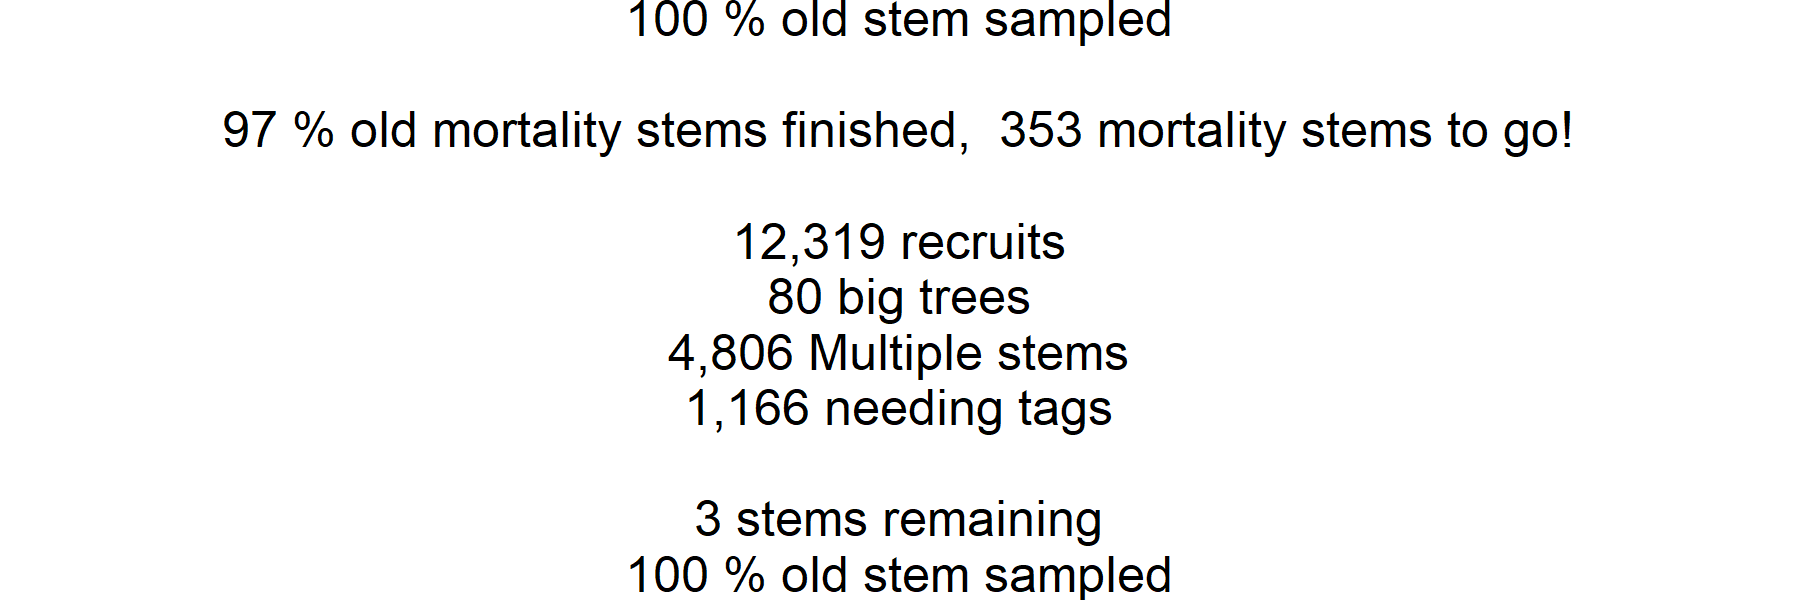 100 % old stem sampled
97 % old mortality stems finished,  353 mortality stems to go!
12,319 recruits
80 big trees
4,806 Multiple stems
1,166 needing tags
3 stems remaining
100 % old stem sampled